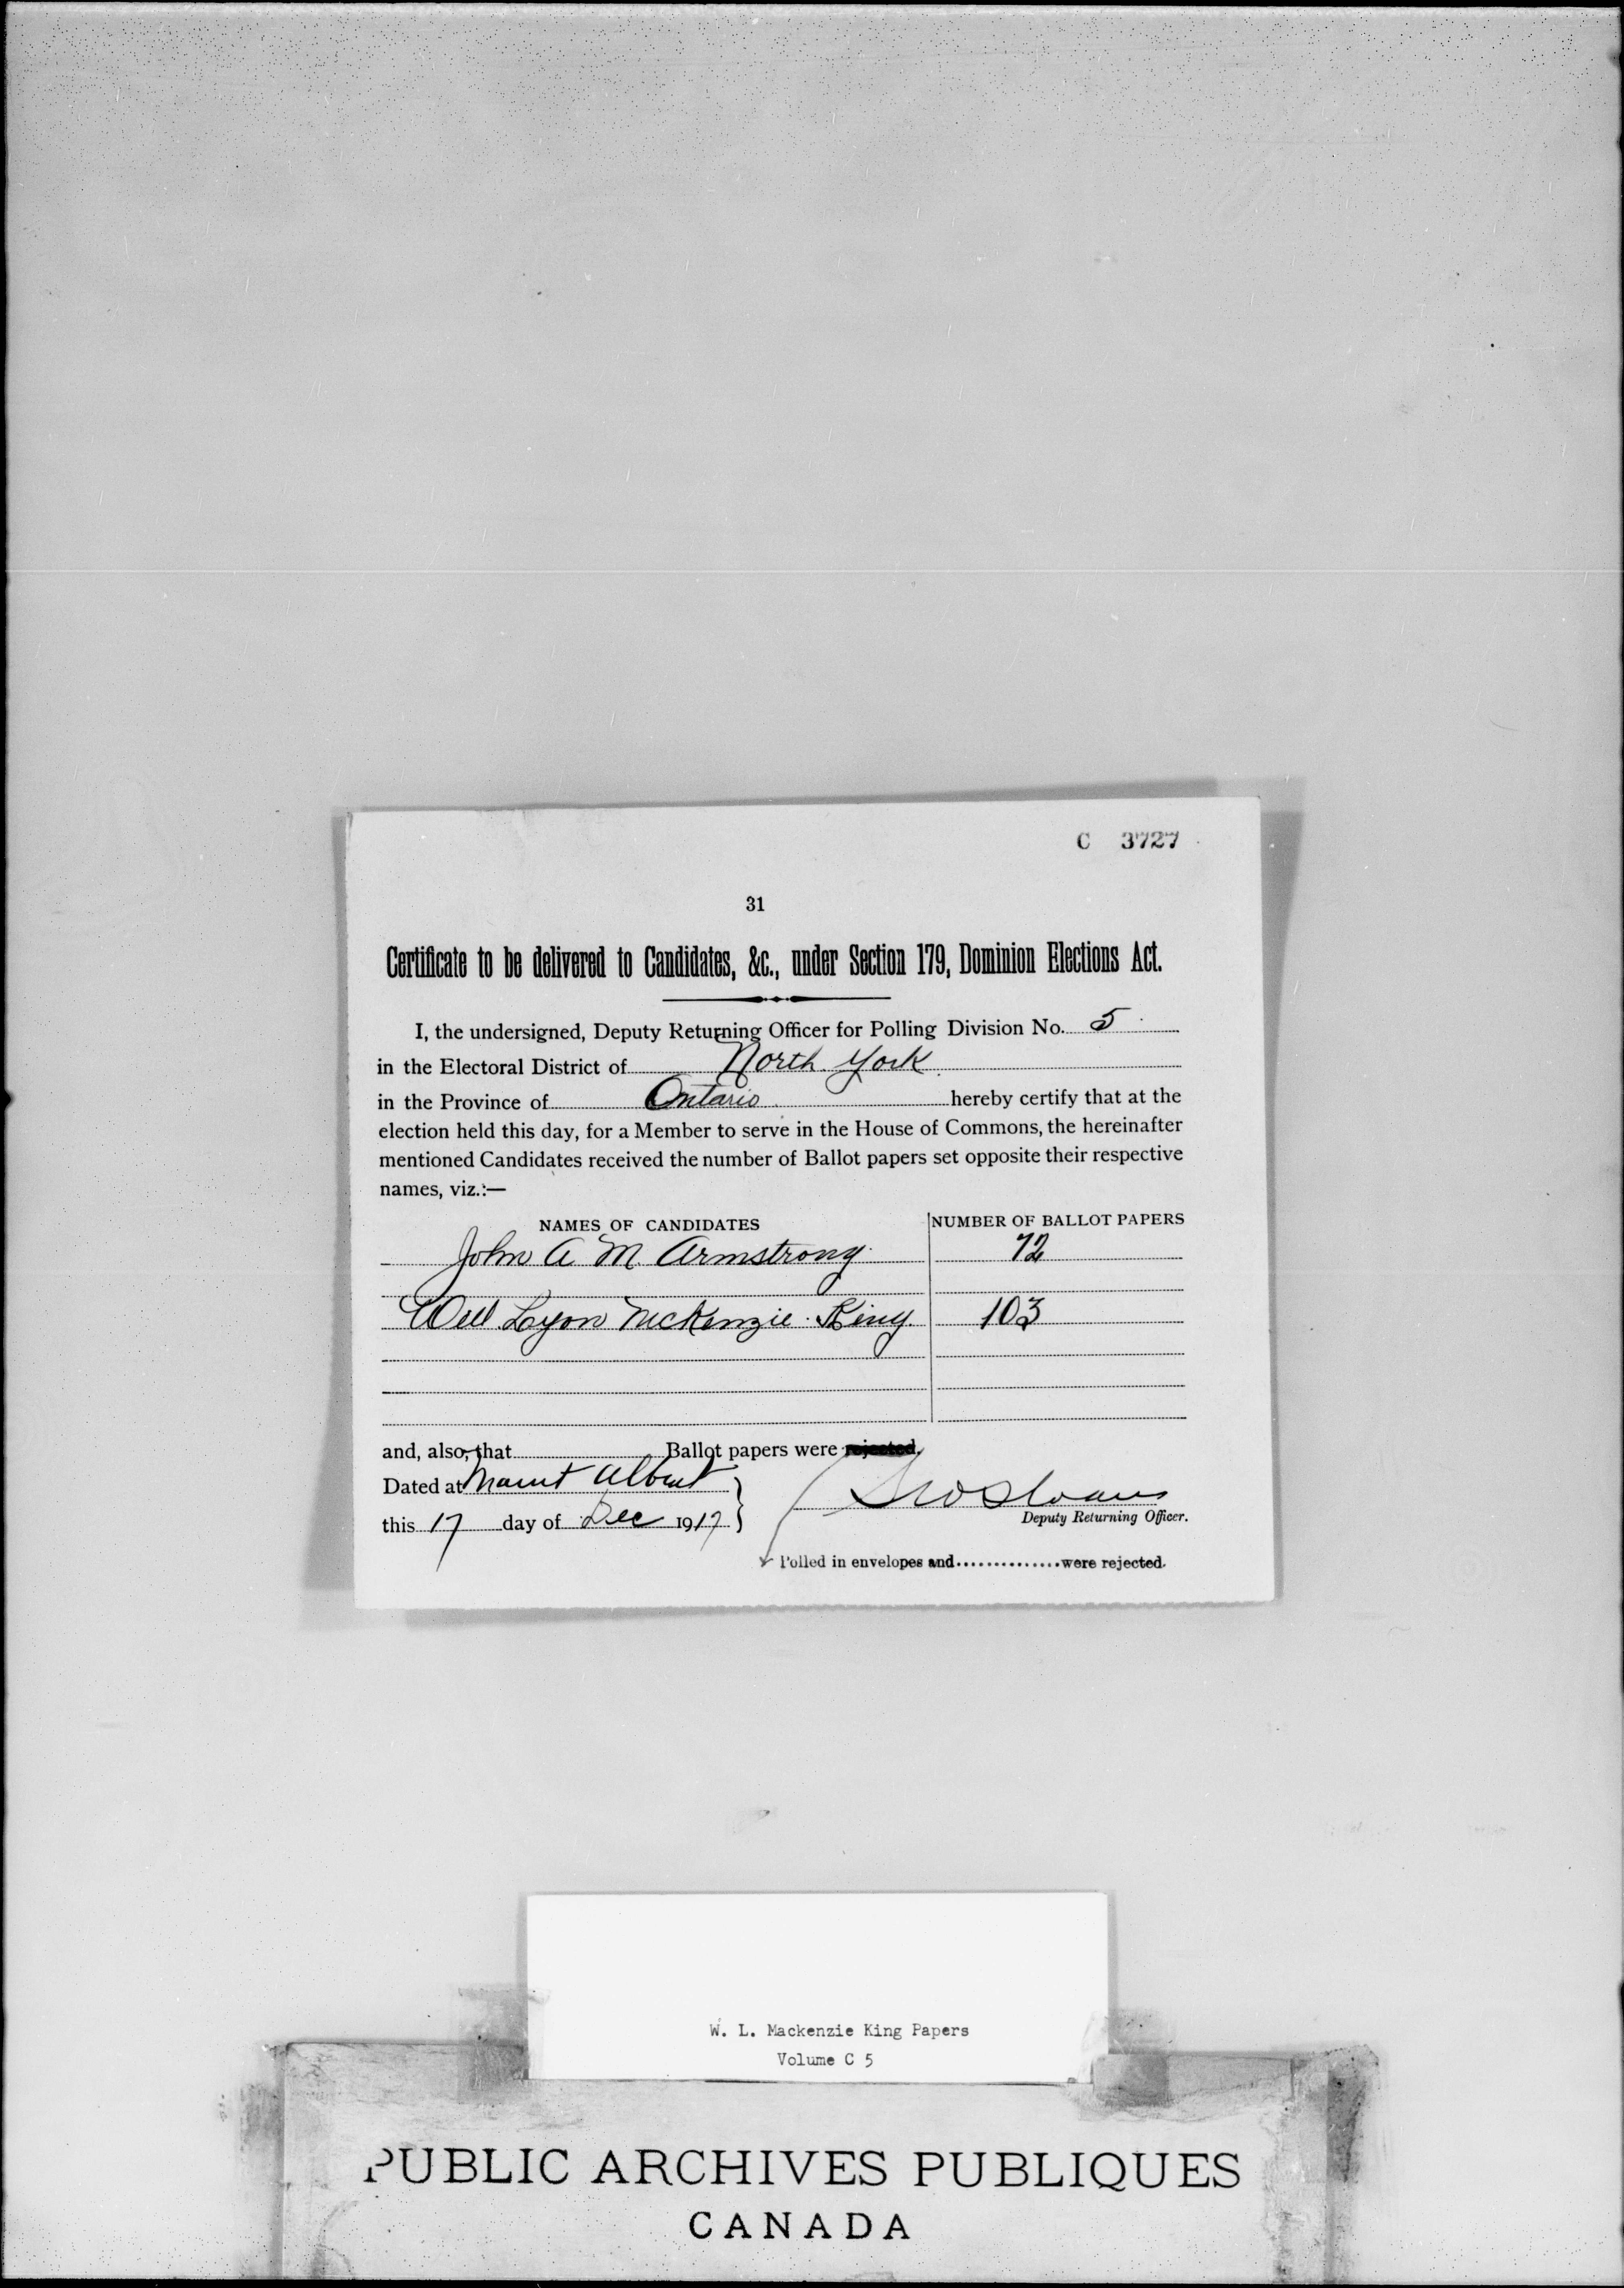 C 3727
31
Certificate to be delivered to Candidates, &c., under Section 179, Dominion Elections Act.
I, the undersigned, Deputy Returning Officer for Polling Division No. 5
in the Electoral District of North York
in the Province of Ontario hereby certify that at the
election held this day, for a Member to serve in the House of Commons, the hereinafter
mentioned Candidates received the number of Ballot papers set opposite their respective
names, viz.:—
NAMES OF CANDIDATES NUMBER OF BALLOT PAPERS
John A M Armstrong 72
Will Lyon McKenzie King 103
and, also, that Ballot papers were rejected.
Dated at Mount Albert
Sloan
this 17 day of Dec 1917
Deputy Returning Officer.
Polled in envelopes and..............were rejected.
W. L. Mackenzie King Papers
Volume C 5
PUBLIC ARCHIVES PUBLIQUES
CANADA